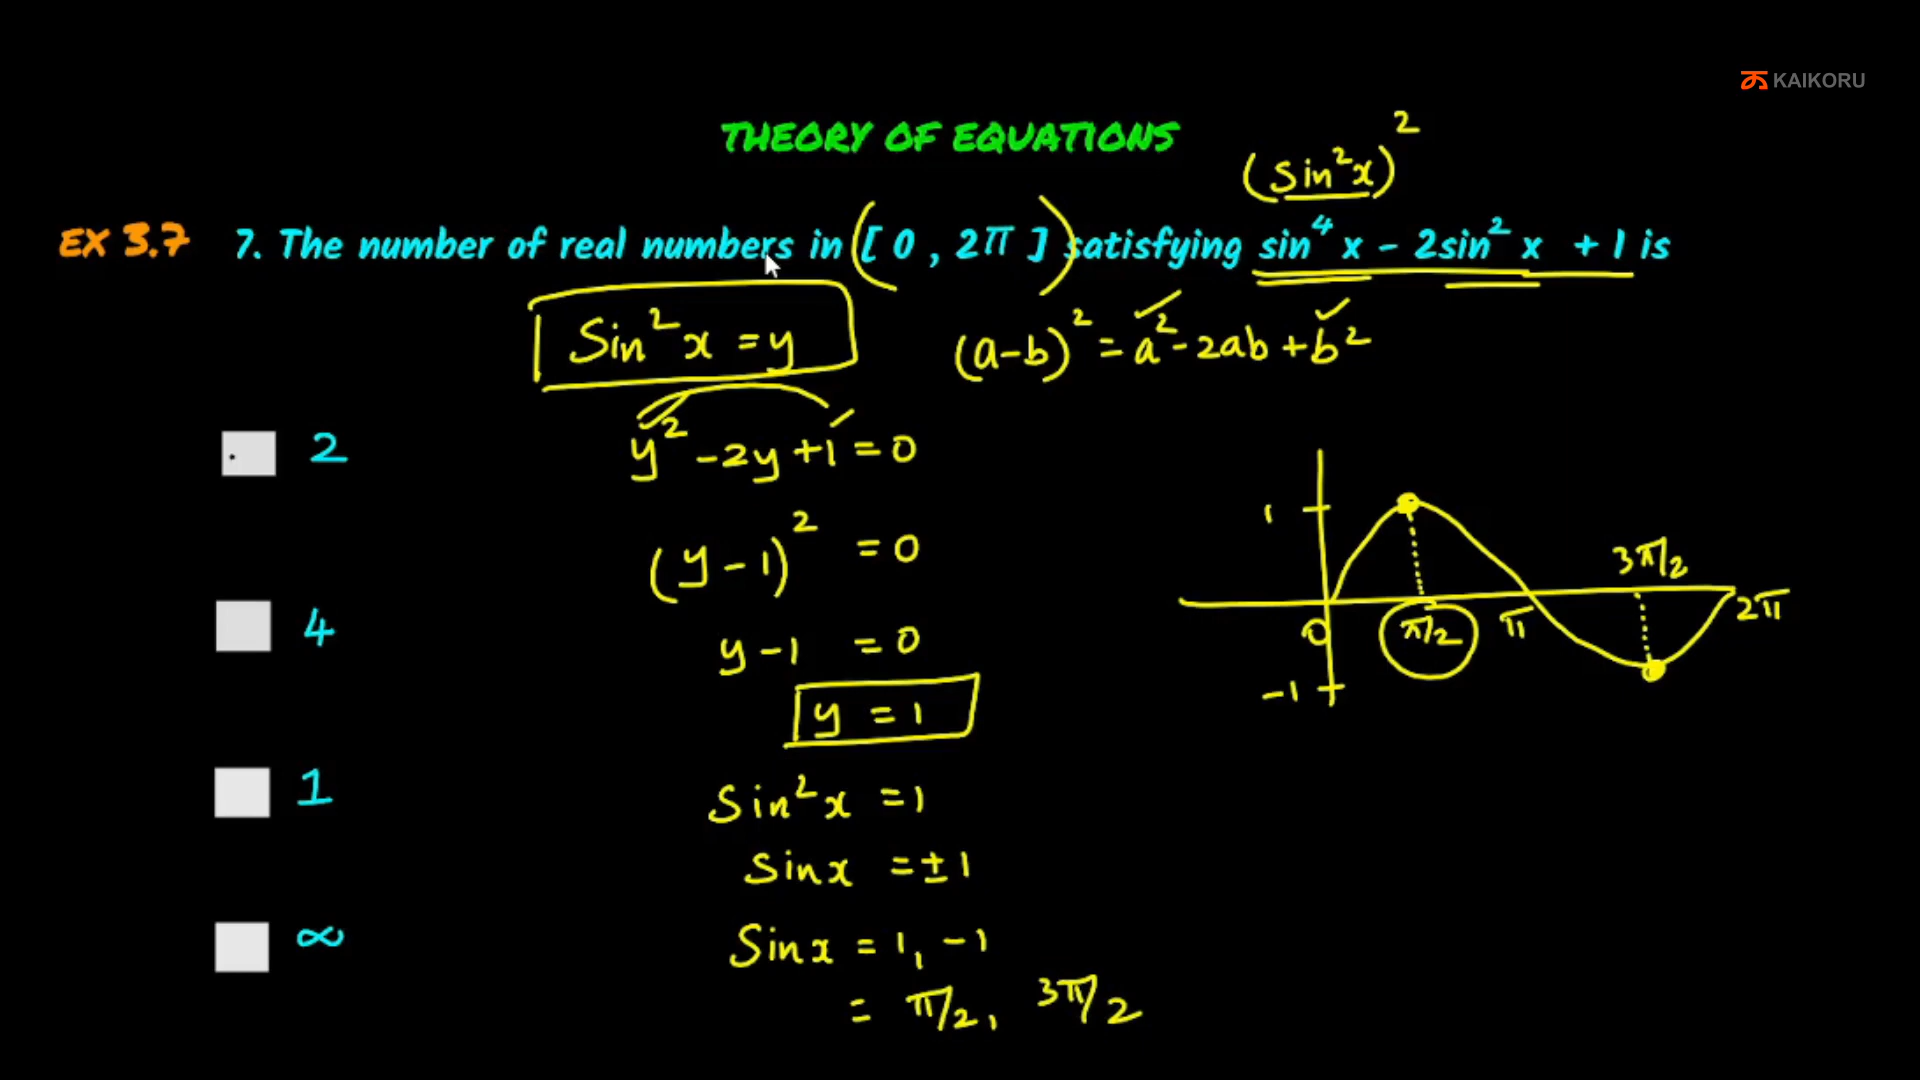 KAIKORU
THEORY OF EQUATIONS
(sin²x)²
EX 3.7 7. The number of real numbers in [ 0 , 2π ] satisfying sin⁴ x - 2sin² x + 1 is
Sin²x = y
(a-b)² = a² - 2ab + b²
2
y² - 2y + 1 = 0
(y - 1)² = 0
4
y - 1 = 0
y = 1
1
Sin²x = 1
Sinx = ± 1
∞
Sinx = 1, -1
= π/2, 3π/2
1
3π/2
0
π/2
π
2π
-1